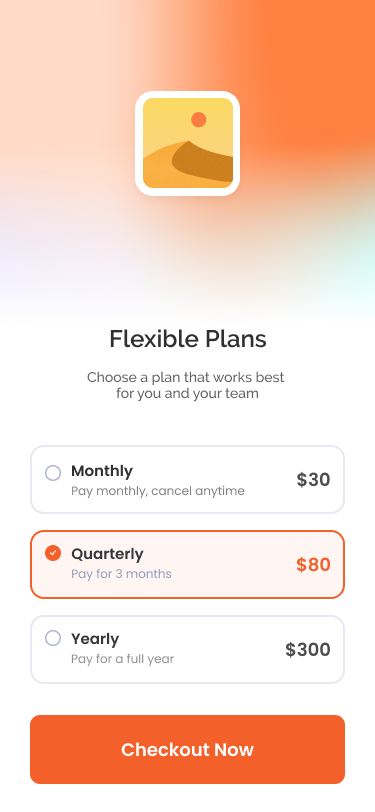 Flexible Plans
Choose a plan that works best
for you and your team
Monthly
Pay monthly, cancel anytime
$30
Quarterly
Pay for 3 months
$80
Yearly
Pay for a full year
$300
Checkout Now